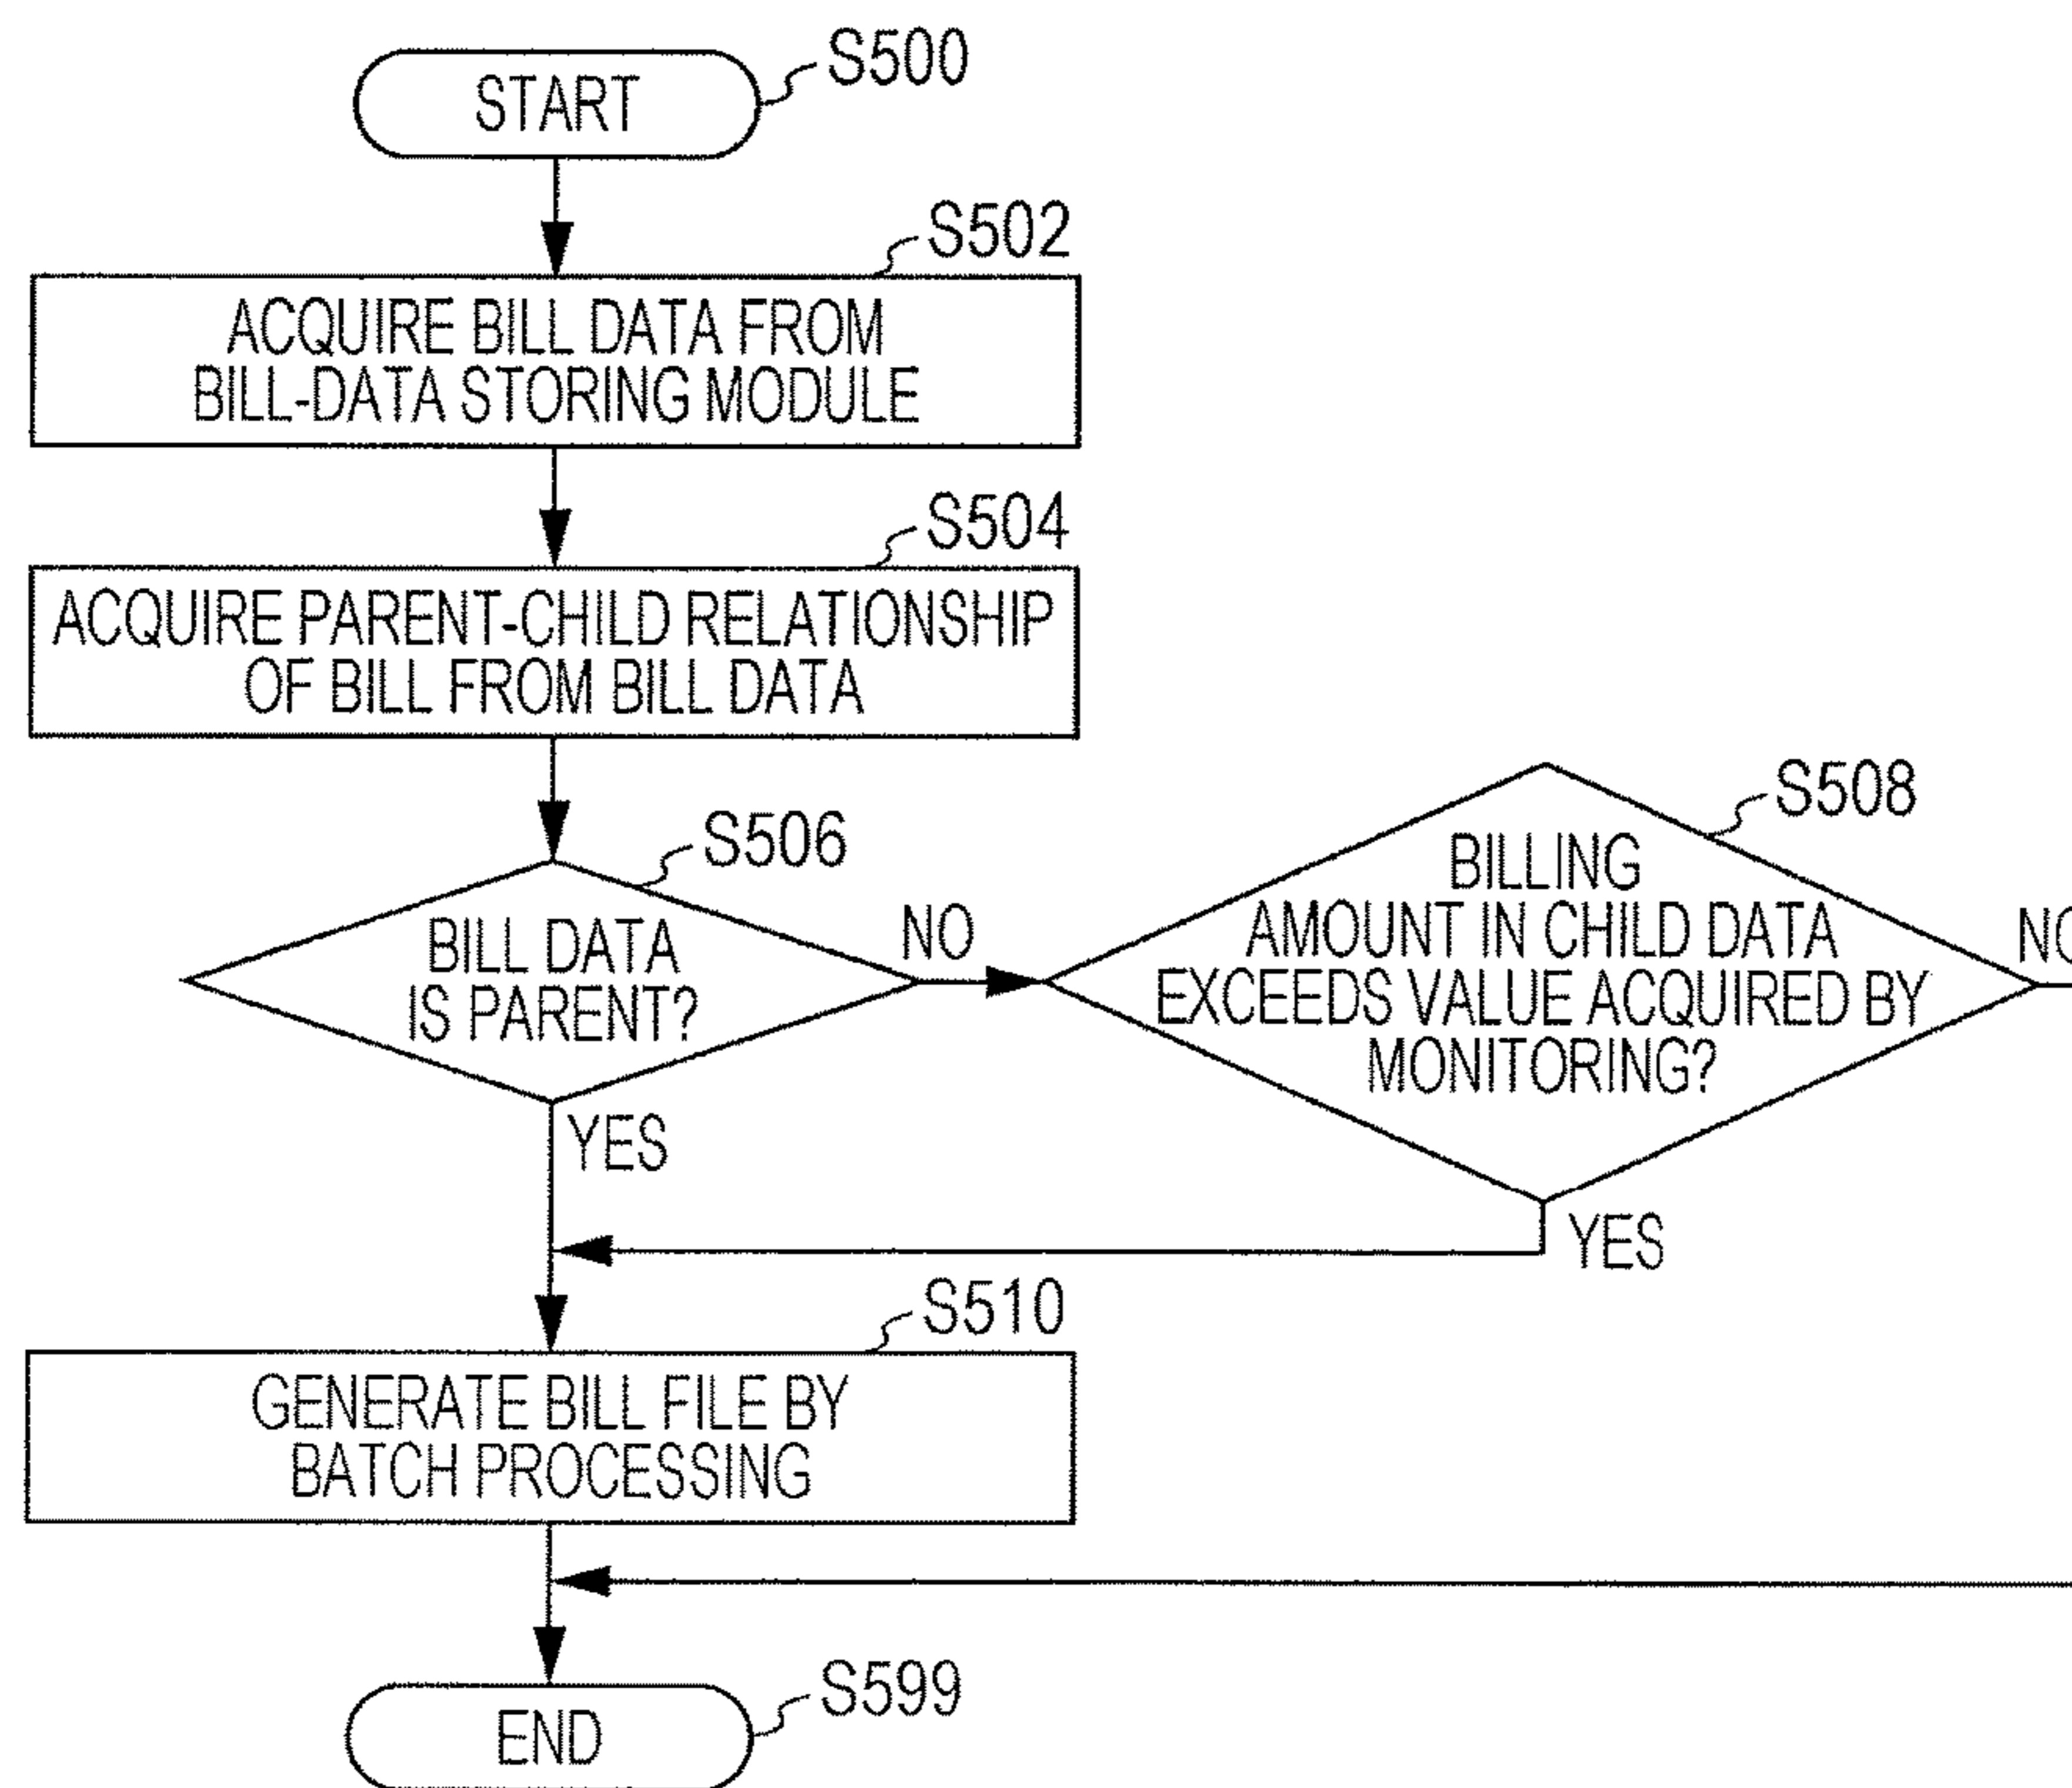 START
S500
S502
ACQUIRE BILL DATA FROM
BILL-DATA STORING MODULE
S504
ACQUIRE PARENT-CHILD RELATIONSHIP
OF BILL FROM BILL DATA
S506
BILL DATA
IS PARENT?
NO
YES
S508
BILLING
AMOUNT IN CHILD DATA
EXCEEDS VALUE ACQUIRED BY
MONITORING?
NO
YES
S510
GENERATE BILL FILE BY
BATCH PROCESSING
END
S599